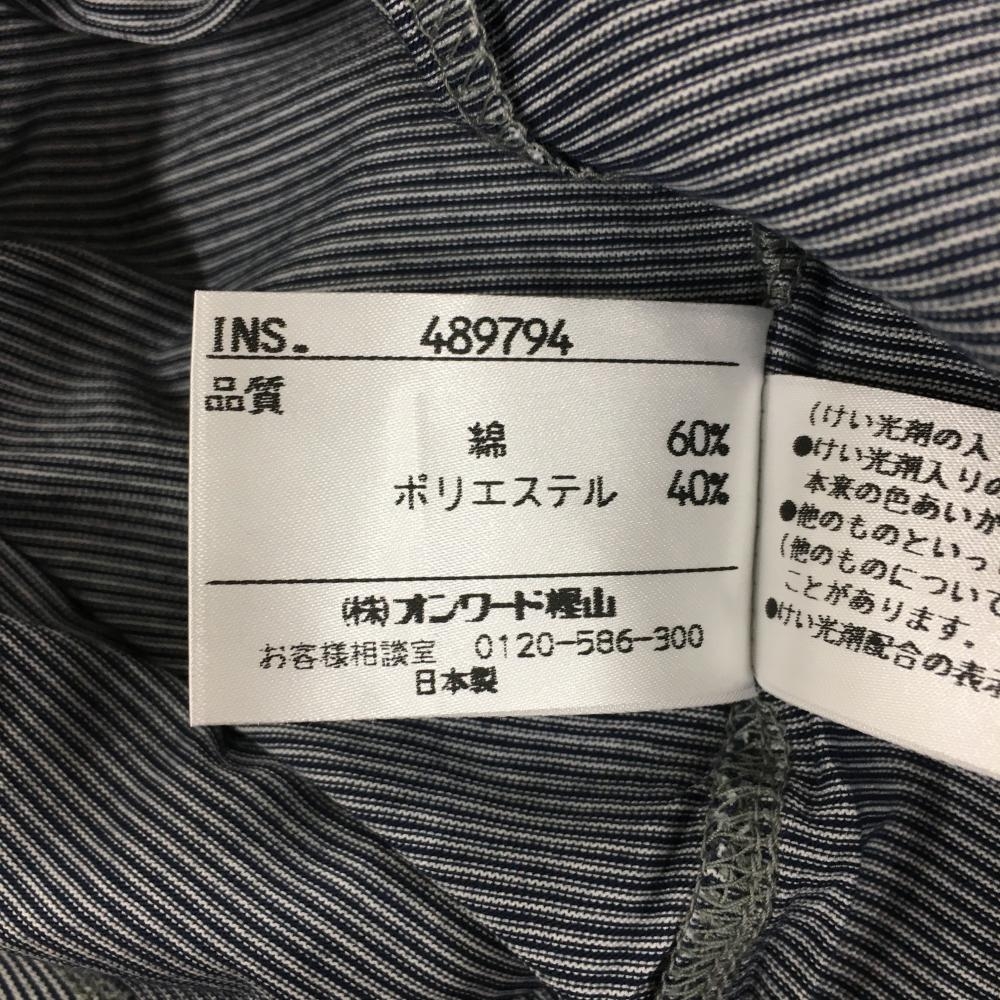 INS. 489794
品質
綿 60%
ポリエステル 40%
(株)オンワード樫山
お客様相談室 0120-586-300
日本製
(けい光剤の入
●けい光剤入りの
本来の色あいが
●他のものといっ
(他のものについて
ことがあります。
●けい光剤配合の表示